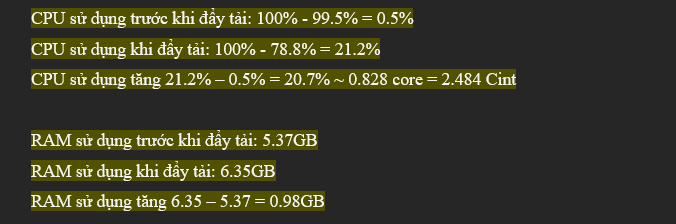 CPU sử dụng trước khi đẩy tải: 100% - 99.5% = 0.5%
CPU sử dụng khi đẩy tải: 100% - 78.8% = 21.2%
CPU sử dụng tăng 21.2% – 0.5% = 20.7% ~ 0.828 core = 2.484 Cint
RAM sử dụng trước khi đẩy tải: 5.37GB
RAM sử dụng khi đẩy tải: 6.35GB
RAM sử dụng tăng 6.35 – 5.37 = 0.98GB